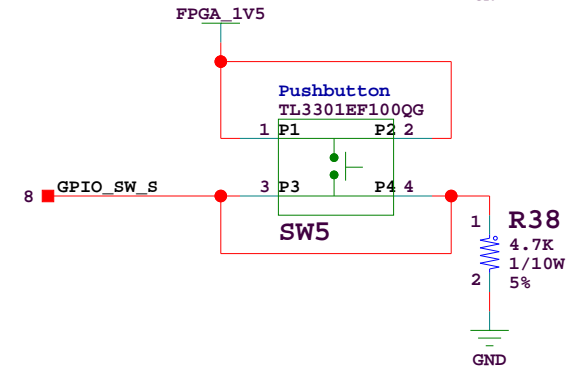 FPGA_1V5
Pushbutton
TL3301EF100QG
1 P1 P2 2
8 GPIO_SW_S 3 P3 P4 4
SW5
1 R38
4.7K
1/10W
2 5%
GND